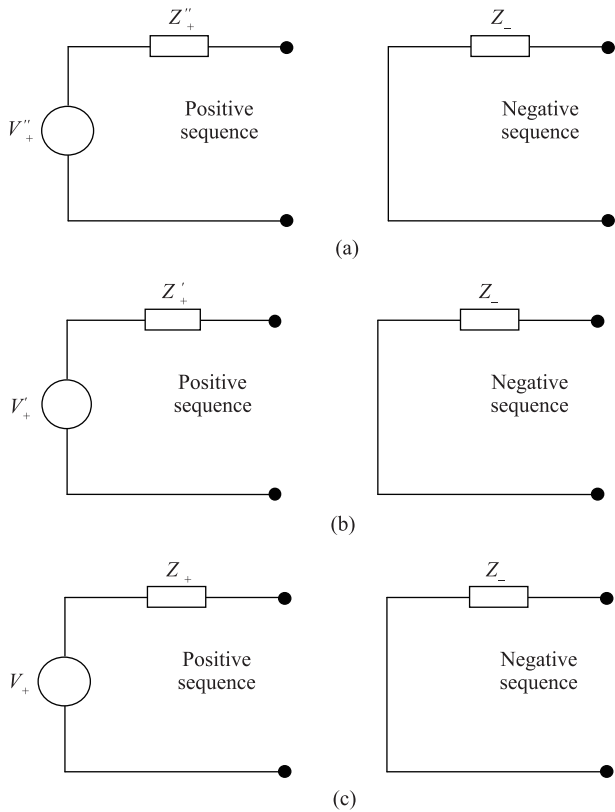 Z″₊
Z₋
V″₊
Positive
sequence
Negative
sequence
(a)
Z′₊
Z₋
V′₊
Positive
sequence
Negative
sequence
(b)
Z₊
Z₋
V₊
Positive
sequence
Negative
sequence
(c)